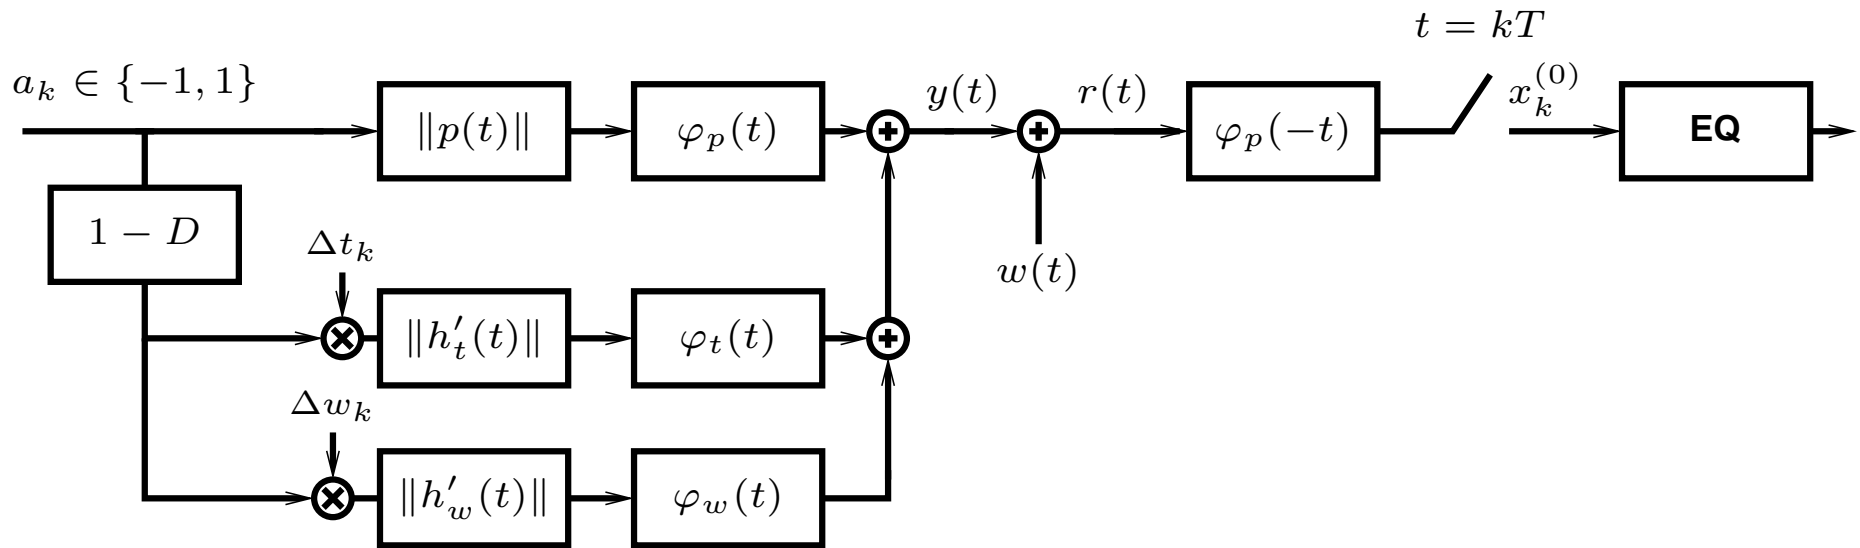 t = kT
a_k ∈ {−1, 1}
‖p(t)‖
φ_p(t)
y(t)
r(t)
φ_p(−t)
x_k^{(0)}
EQ
1 − D
Δt_k
w(t)
‖h′_t(t)‖
φ_t(t)
Δw_k
‖h′_w(t)‖
φ_w(t)